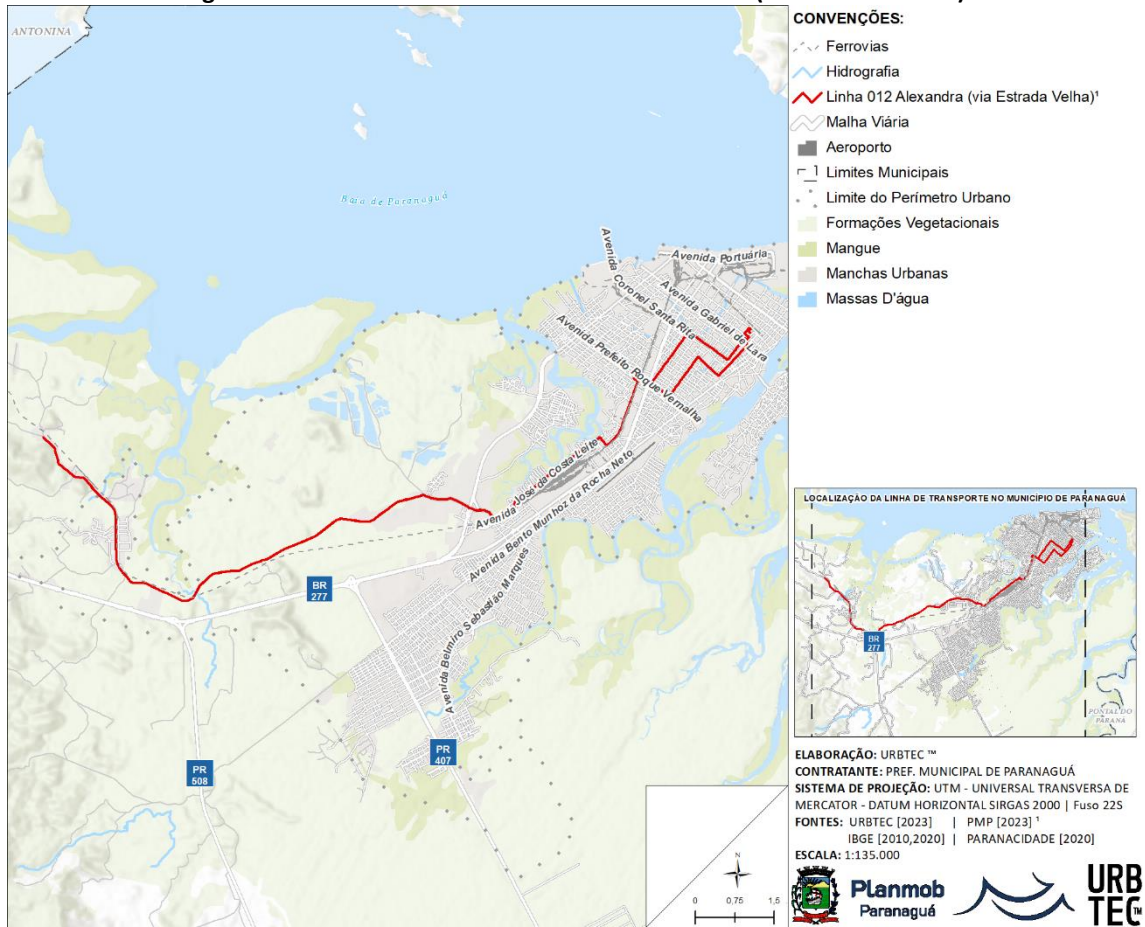 CONVENÇÕES:
Ferrovias
Hidrografia
Linha 012 Alexandra (via Estrada Velha)¹
Malha Viária
Aeroporto
Limites Municipais
Limite do Perímetro Urbano
Formações Vegetacionais
Mangue
Manchas Urbanas
Massas D'água
ANTONINA
Baía de Paranaguá
Avenida Portuária
Avenida Coronel Santa Rita
Avenida Gabriel de Lara
Avenida Prefeito Roque Vernalha
Avenida José da Costa Leite
Avenida Bento Munhoz da Rocha Neto
Avenida Belmiro Sebastião Marques
BR
277
PR
508
PR
407
N
0 0,75 1,5
LOCALIZAÇÃO DA LINHA DE TRANSPORTE NO MUNICÍPIO DE PARANAGUÁ
BR
277
PONTAL DO
PARANÁ
ELABORAÇÃO: URBTEC ™
CONTRATANTE: PREF. MUNICIPAL DE PARANAGUÁ
SISTEMA DE PROJEÇÃO: UTM - UNIVERSAL TRANSVERSA DE
MERCATOR - DATUM HORIZONTAL SIRGAS 2000 | Fuso 22S
FONTES: URBTEC [2023] | PMP [2023] ¹
IBGE [2010,2020] | PARANACIDADE [2020]
ESCALA: 1:135.000
Planmob
Paranaguá
URB
TEC™